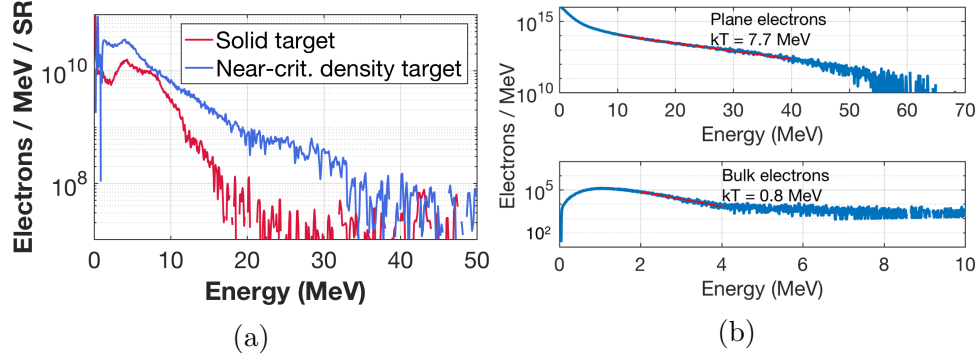 Electrons / MeV / SR
10^10
10^8
Solid target
Near-crit. density target
0 10 20 30 40 50
Energy (MeV)
(a)
Electrons / MeV
10^15
10^10
Plane electrons
kT = 7.7 MeV
0 10 20 30 40 50 60 70
Energy (MeV)
10^5
10^2
Bulk electrons
kT = 0.8 MeV
0 2 4 6 8 10
Energy (MeV)
(b)